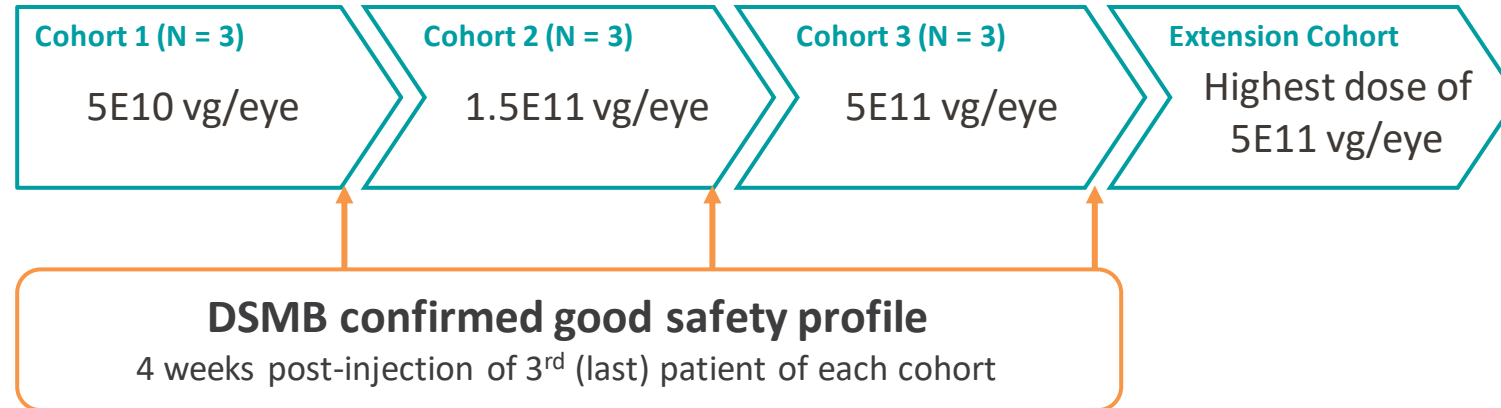 Cohort 1 (N = 3)
5E10 vg/eye
Cohort 2 (N = 3)
1.5E11 vg/eye
Cohort 3 (N = 3)
5E11 vg/eye
Extension Cohort
Highest dose of
5E11 vg/eye
DSMB confirmed good safety profile
4 weeks post-injection of 3rd (last) patient of each cohort